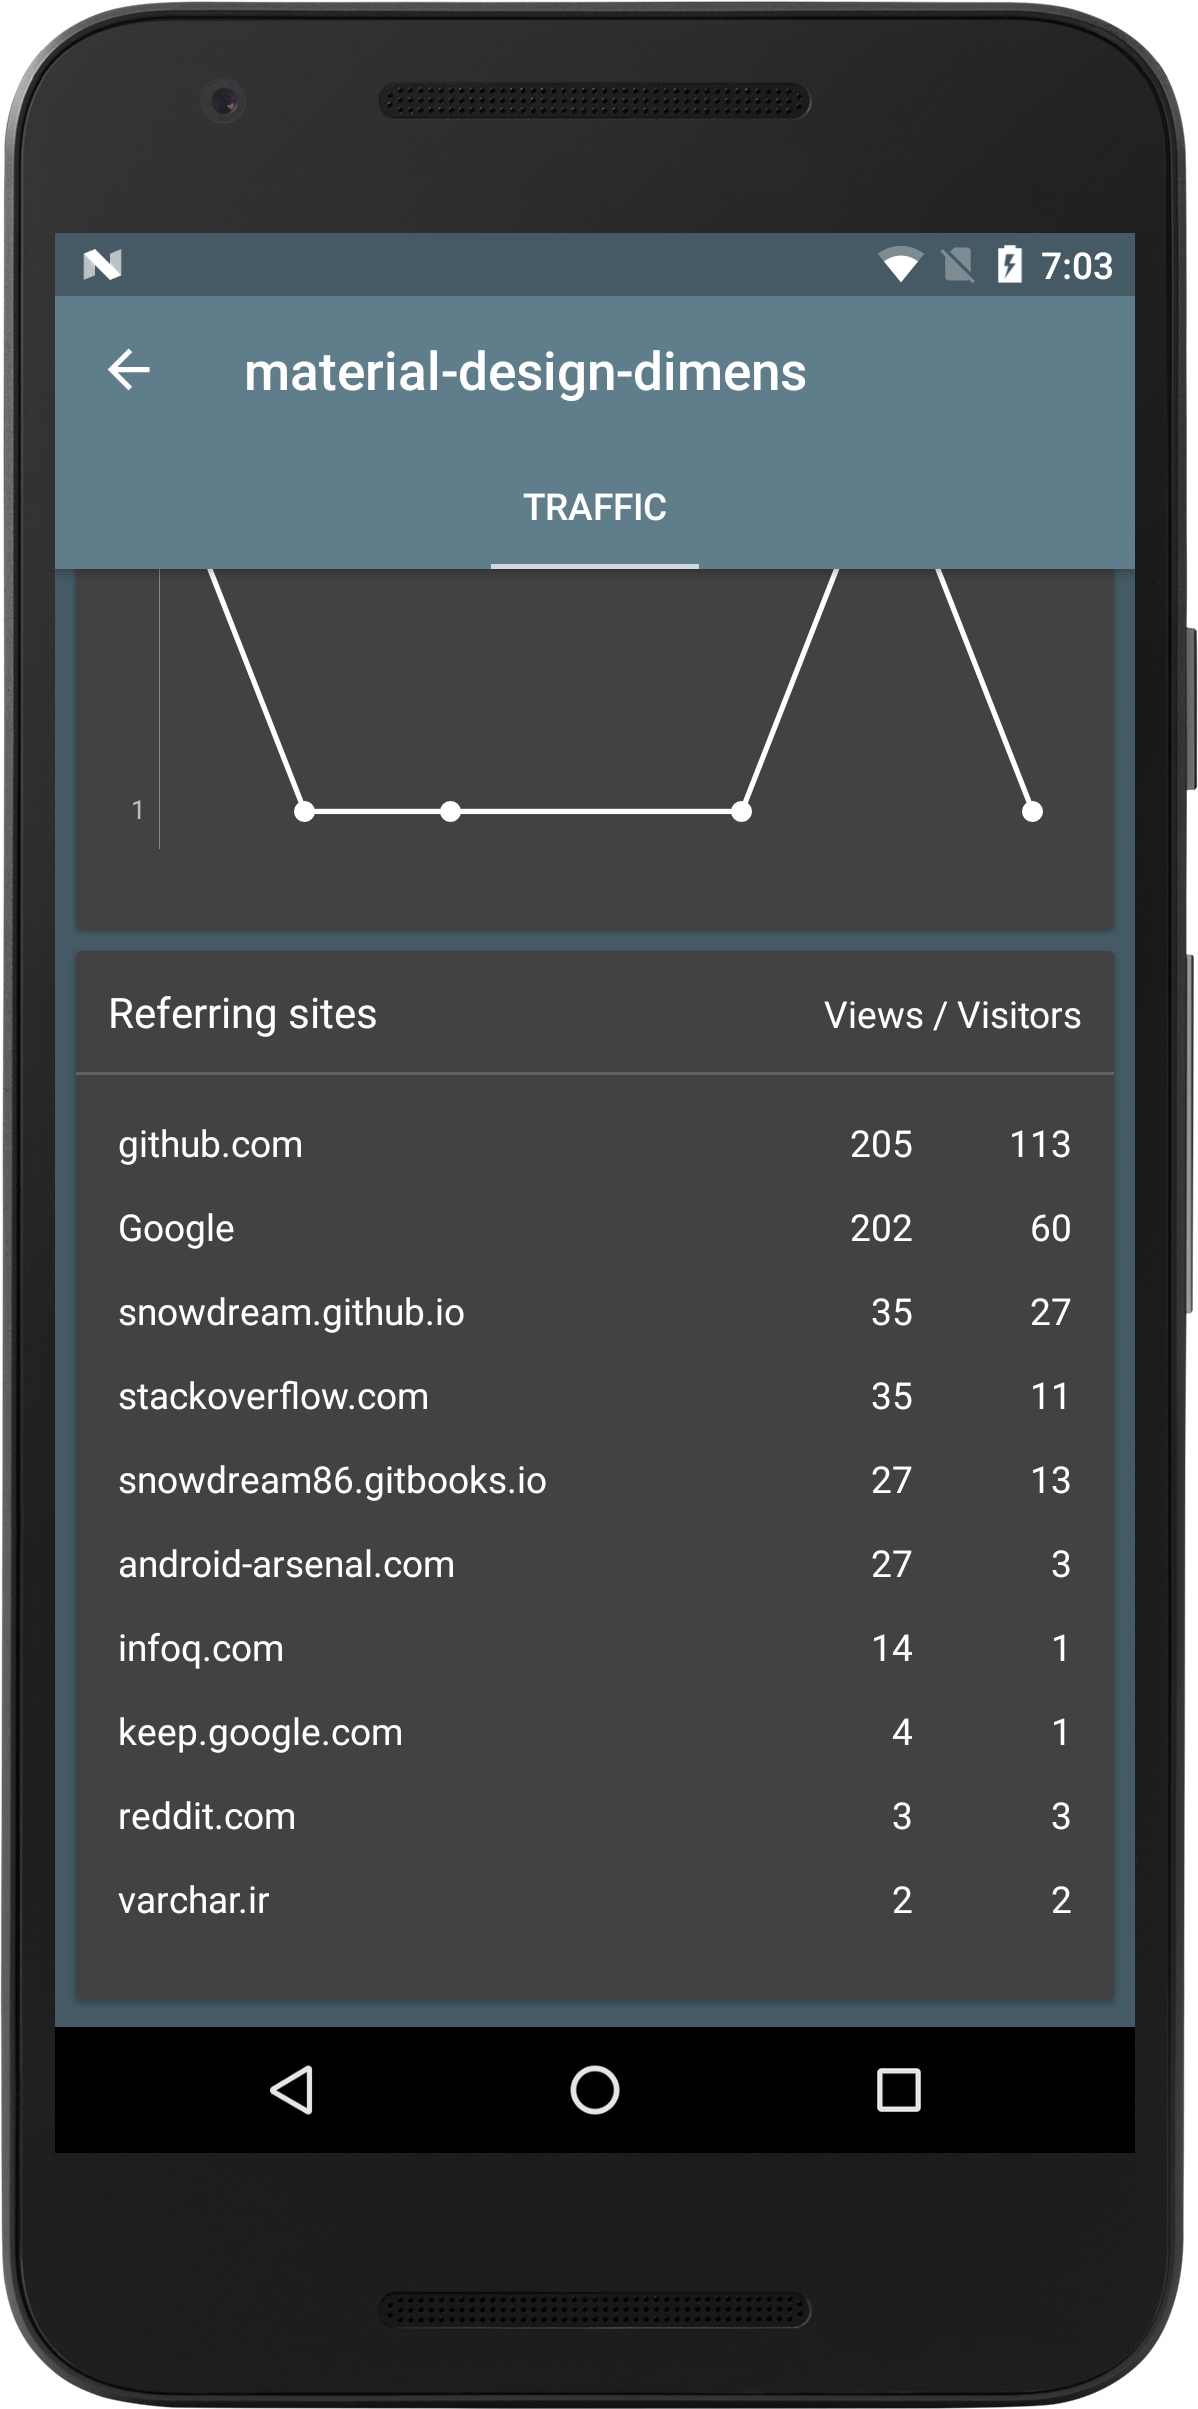 7:03
material-design-dimens
TRAFFIC
1
Referring sites Views / Visitors
github.com 205 113
Google 202 60
snowdream.github.io 35 27
stackoverflow.com 35 11
snowdream86.gitbooks.io 27 13
android-arsenal.com 27 3
infoq.com 14 1
keep.google.com 4 1
reddit.com 3 3
varchar.ir 2 2